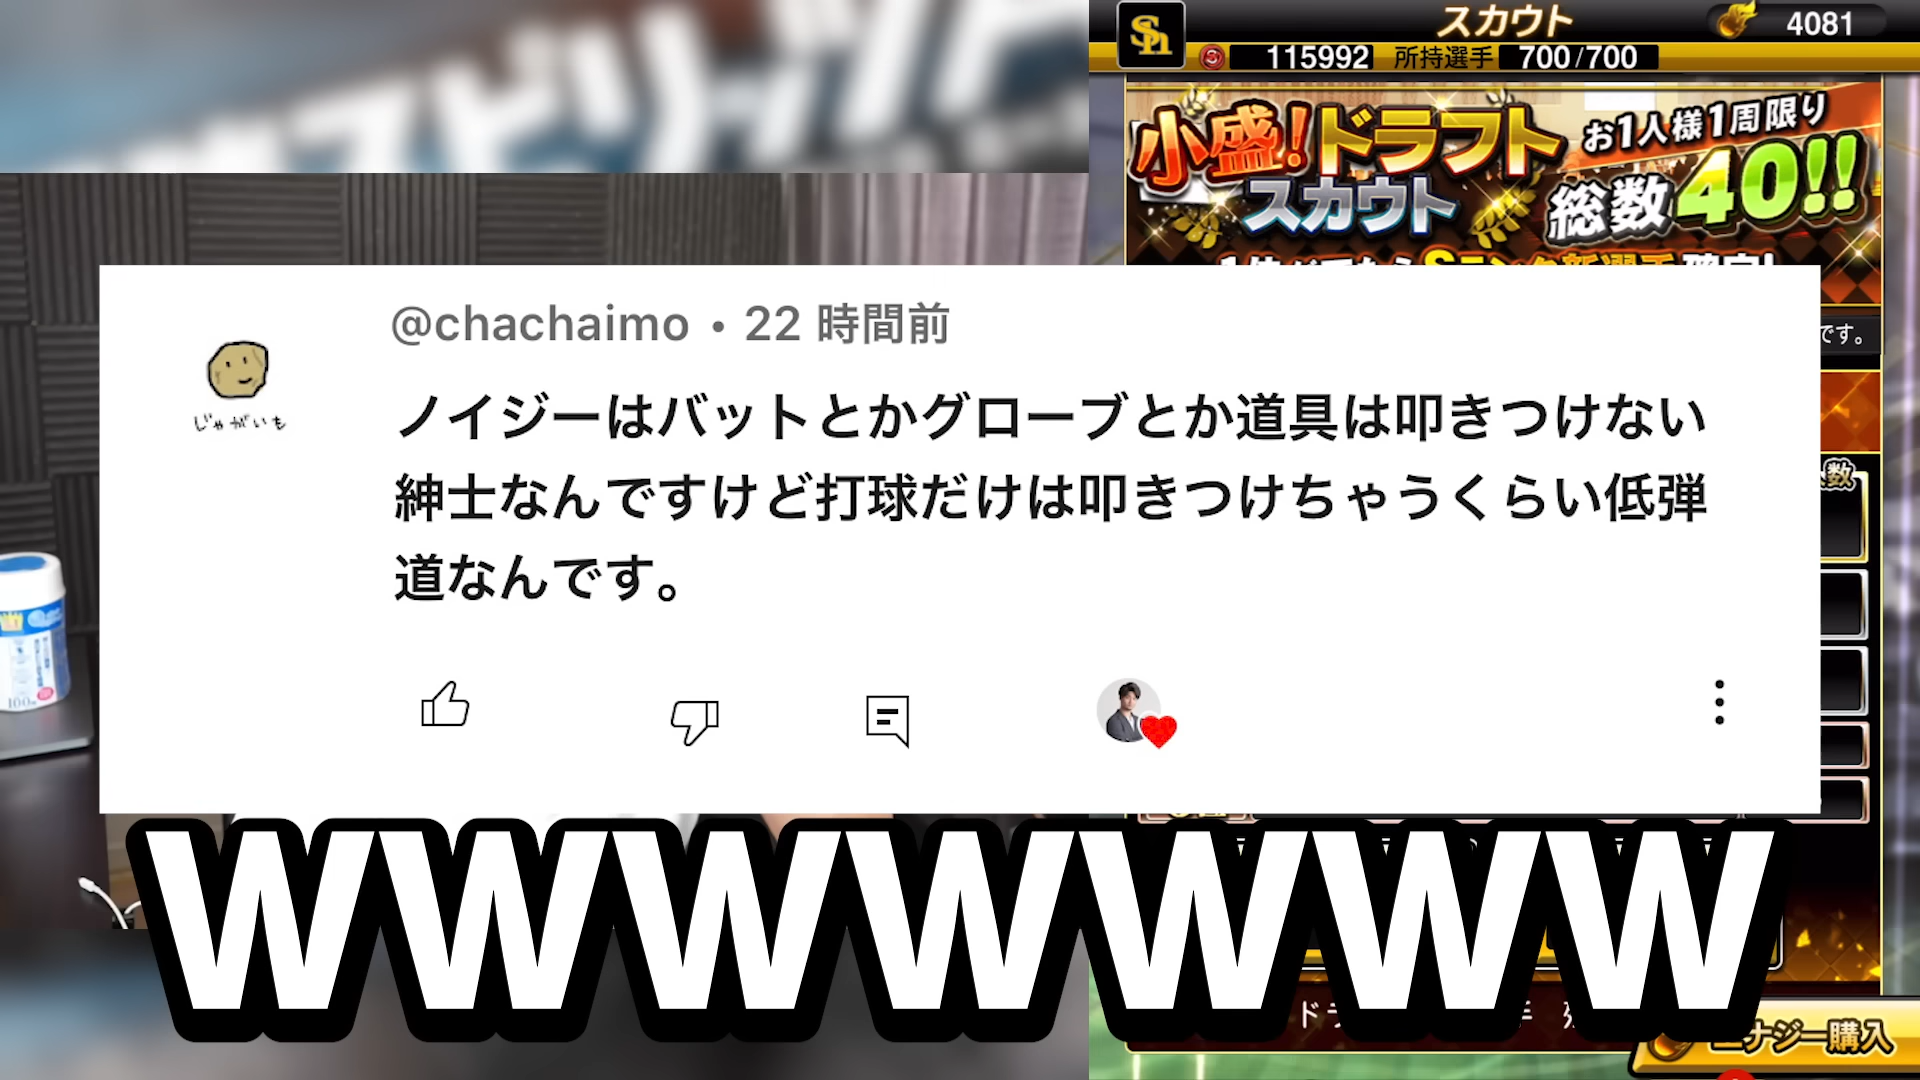 スカウト
4081
115992 所持選手 700/700
小盛!ドラフト
スカウト
お1人様1周限り
総数40!!
です。
@chachaimo • 22 時間前
じゃがいも
ノイジーはバットとかグローブとか道具は叩きつけない
紳士なんですけど打球だけは叩きつけちゃうくらい低弾
道なんです。
数
WWWWWWW
ナジー購入